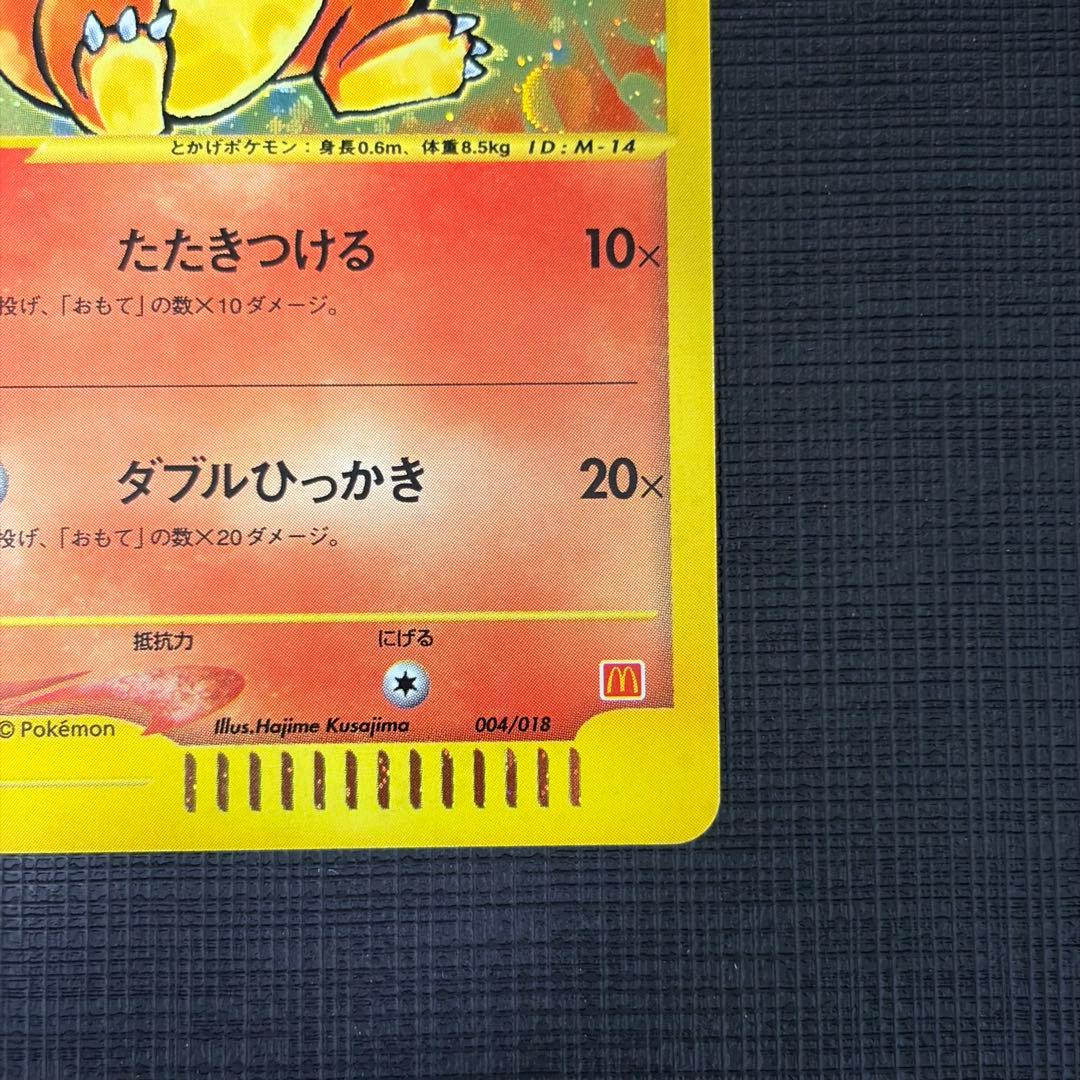 とかげポケモン：身長0.6m、体重8.5kg ID:M-14
たたきつける 10×
投げ、「おもて」の数×10ダメージ。
ダブルひっかき 20×
投げ、「おもて」の数×20ダメージ。
抵抗力 にげる
© Pokémon Illus.Hajime Kusajima 004/018